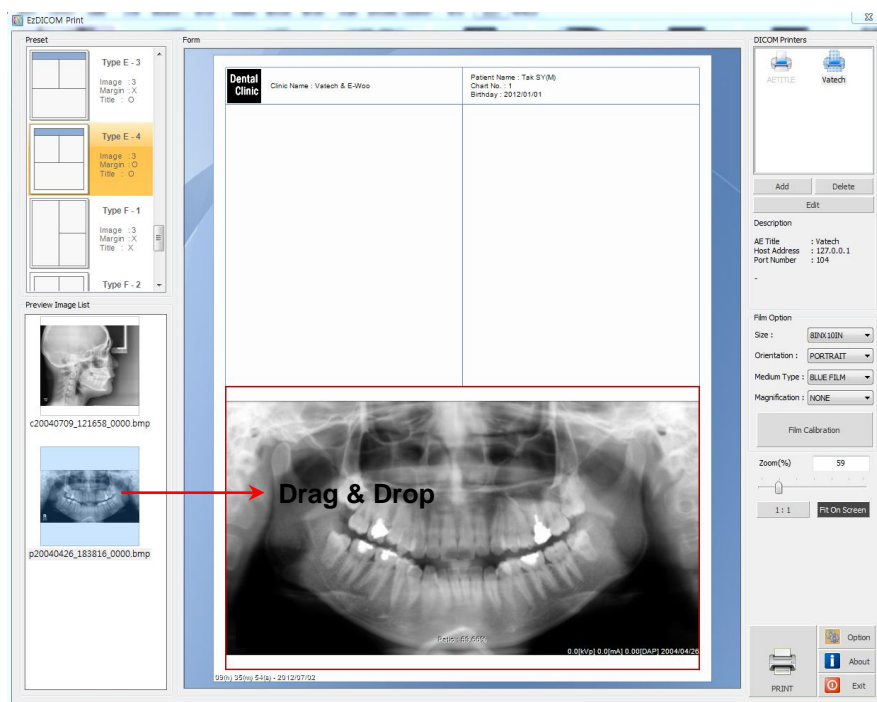 EzDICOM Print
Preset
Type E - 3
Image : 3
Margin : X
Title : O
Type E - 4
Image : 3
Margin : O
Title : O
Type F - 1
Image : 3
Margin : X
Title : X
Type F - 2
Preview Image List
c20040709_121658_0000.bmp
p20040426_183816_0000.bmp
Form
Dental
Clinic
Clinic Name : Vatech & E-Woo
Patient Name : Tak SY(M)
Chart No. : 1
Birthday : 2012/01/01
Drag & Drop
0.0[kVp] 0.0[mA] 0.00[DAP] 2004/04/26
09(h) 35(m) 54(s) - 2012/07/02
DICOM Printers
AETITLE
Vatech
Add
Delete
Edit
Description
AE Title : Vatech
Host Address : 127.0.0.1
Port Number : 104
-
Film Option
Size : 8INX10IN
Orientation : PORTRAIT
Medium Type : BLUE FILM
Magnification : NONE
Film Calibration
Zoom(%) 59
1 : 1
Fit On Screen
PRINT
Option
About
Exit